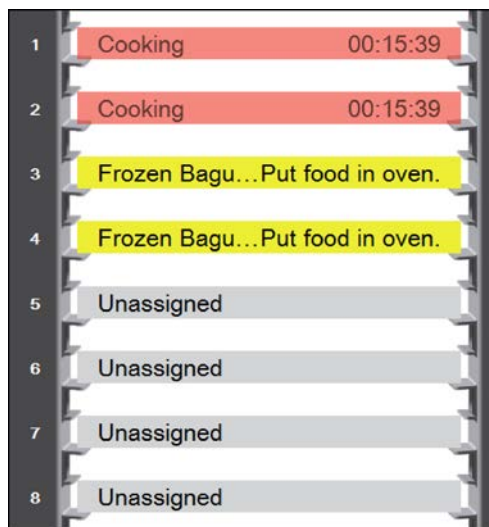 1 Cooking 00:15:39
2 Cooking 00:15:39
3 Frozen Bagu...Put food in oven.
4 Frozen Bagu...Put food in oven.
5 Unassigned
6 Unassigned
7 Unassigned
8 Unassigned